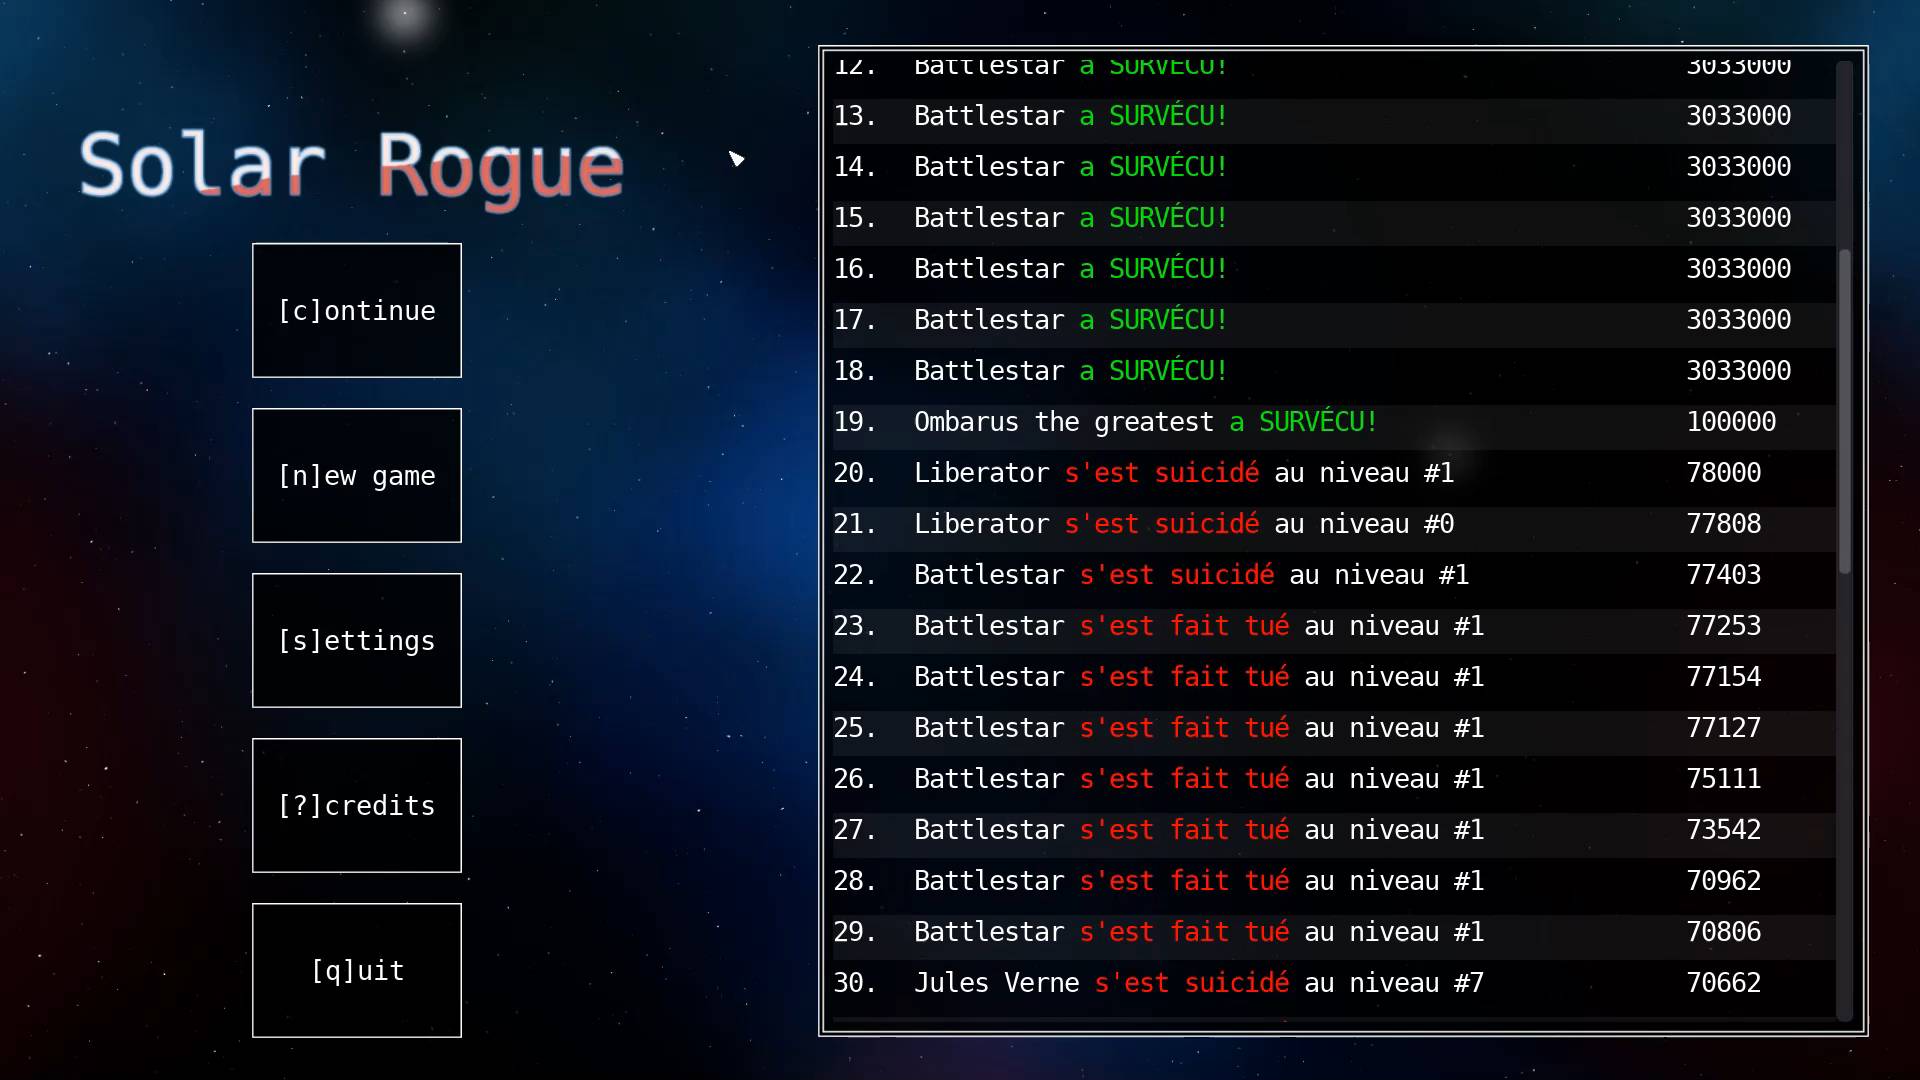 Solar Rogue
[c]ontinue
[n]ew game
[s]ettings
[?]credits
[q]uit
12. Battlestar a SURVÉCU! 3033000
13. Battlestar a SURVÉCU! 3033000
14. Battlestar a SURVÉCU! 3033000
15. Battlestar a SURVÉCU! 3033000
16. Battlestar a SURVÉCU! 3033000
17. Battlestar a SURVÉCU! 3033000
18. Battlestar a SURVÉCU! 3033000
19. Ombarus the greatest a SURVÉCU! 100000
20. Liberator s'est suicidé au niveau #1 78000
21. Liberator s'est suicidé au niveau #0 77808
22. Battlestar s'est suicidé au niveau #1 77403
23. Battlestar s'est fait tué au niveau #1 77253
24. Battlestar s'est fait tué au niveau #1 77154
25. Battlestar s'est fait tué au niveau #1 77127
26. Battlestar s'est fait tué au niveau #1 75111
27. Battlestar s'est fait tué au niveau #1 73542
28. Battlestar s'est fait tué au niveau #1 70962
29. Battlestar s'est fait tué au niveau #1 70806
30. Jules Verne s'est suicidé au niveau #7 70662